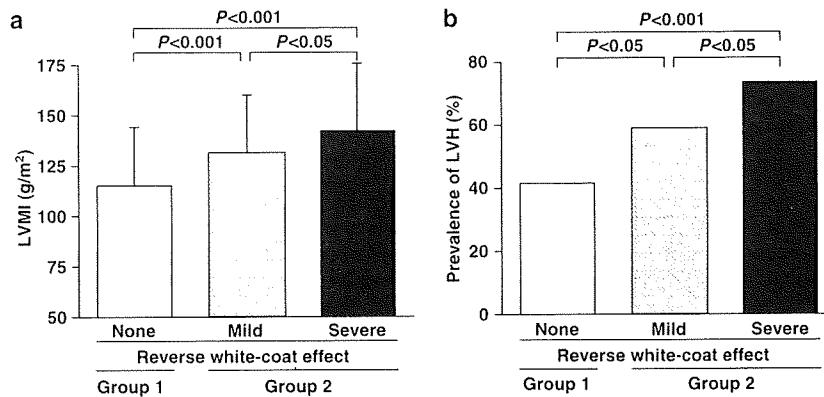 a
P<0.001
P<0.001
P<0.05
175
150
125
100
75
50
LVMI (g/m²)
None
Mild
Severe
Reverse white-coat effect
Group 1
Group 2
b
P<0.001
P<0.05
P<0.05
80
60
40
20
0
Prevalence of LVH (%)
None
Mild
Severe
Reverse white-coat effect
Group 1
Group 2